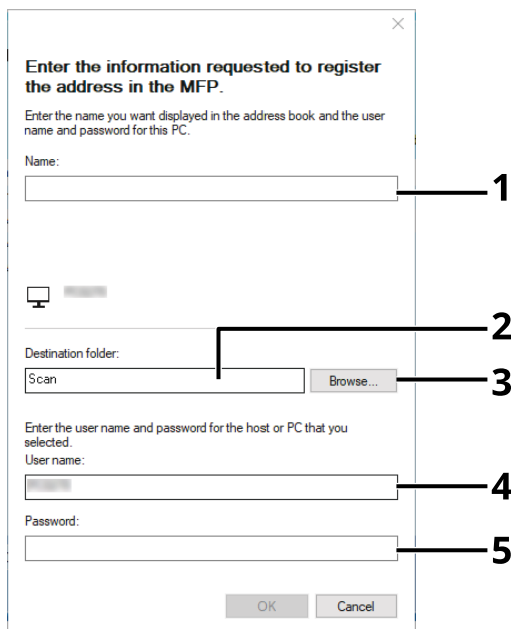 Enter the information requested to register
the address in the MFP.
Enter the name you want displayed in the address book and the user
name and password for this PC.
Name:
1
2
Destination folder:
Scan
Browse...
3
Enter the user name and password for the host or PC that you
selected.
User name:
4
Password:
5
OK
Cancel